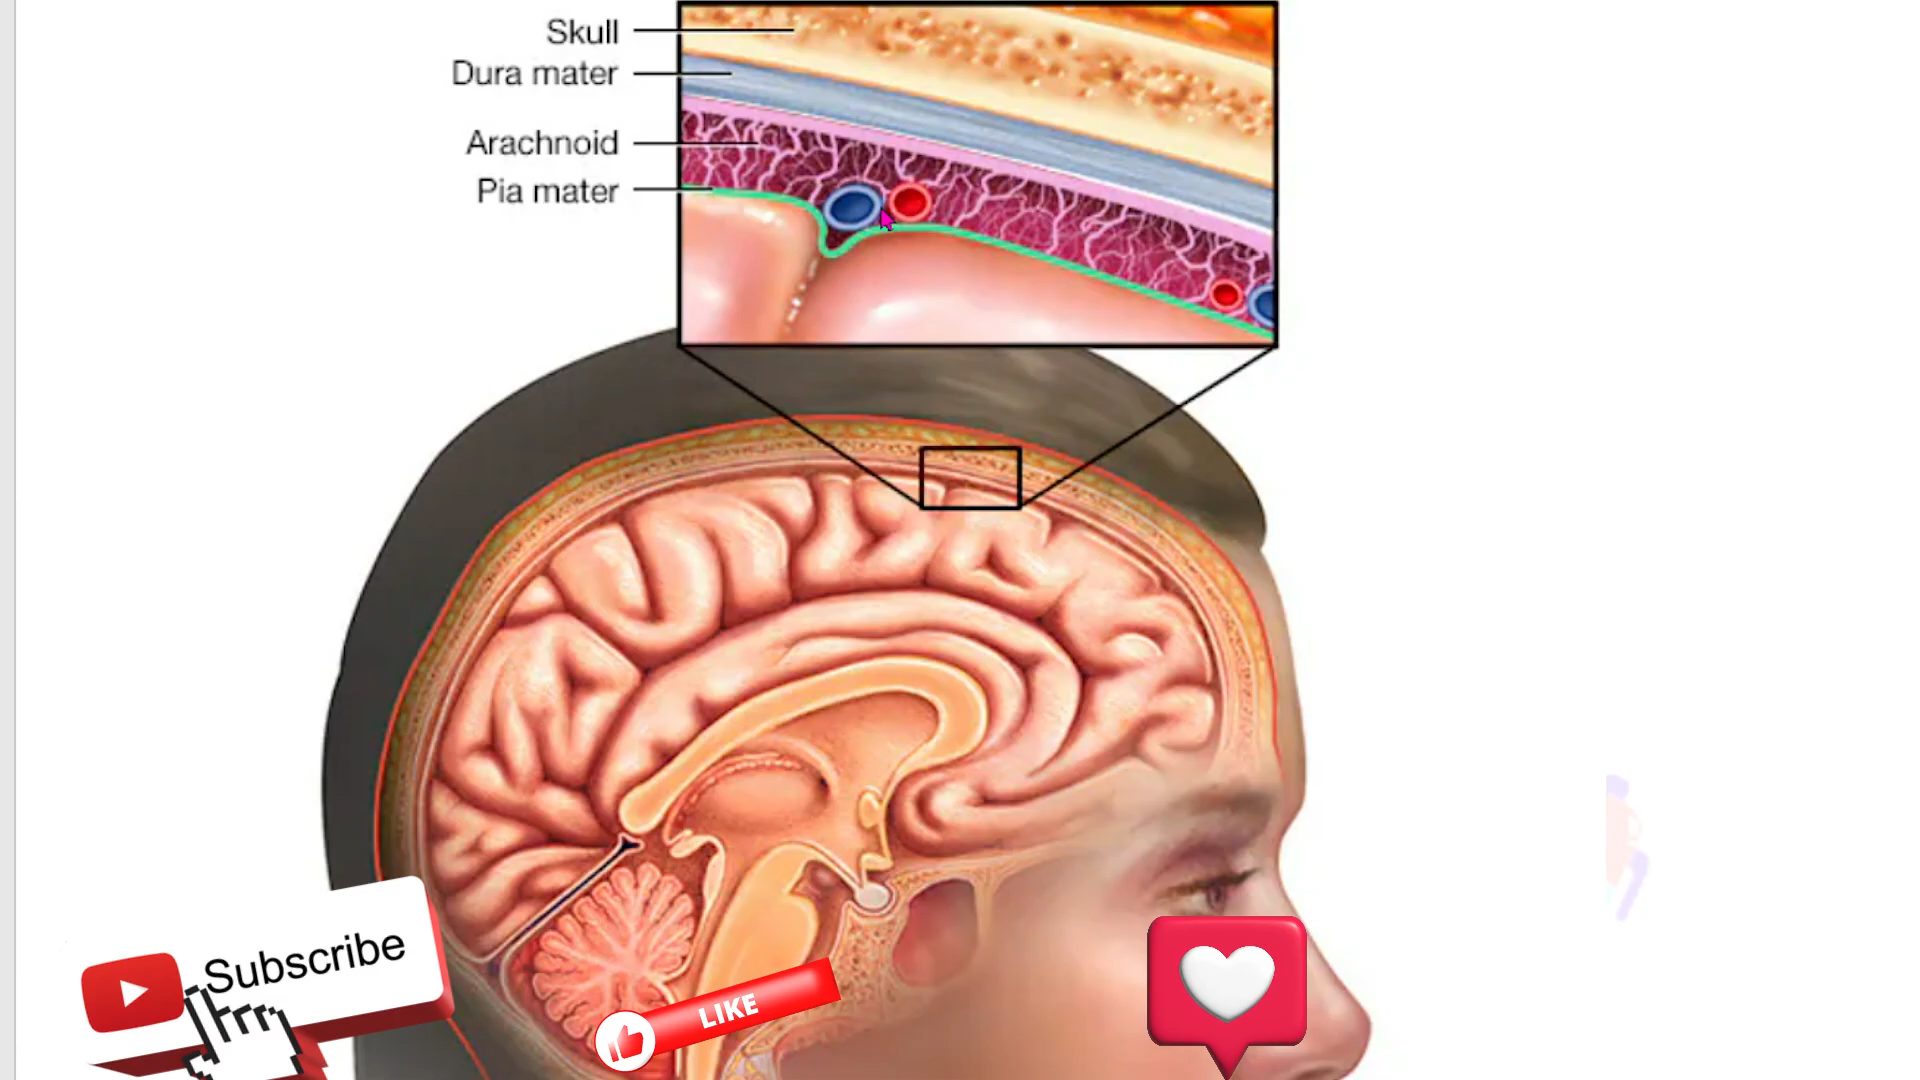 Skull
Dura mater
Arachnoid
Pia mater
Subscribe
LIKE